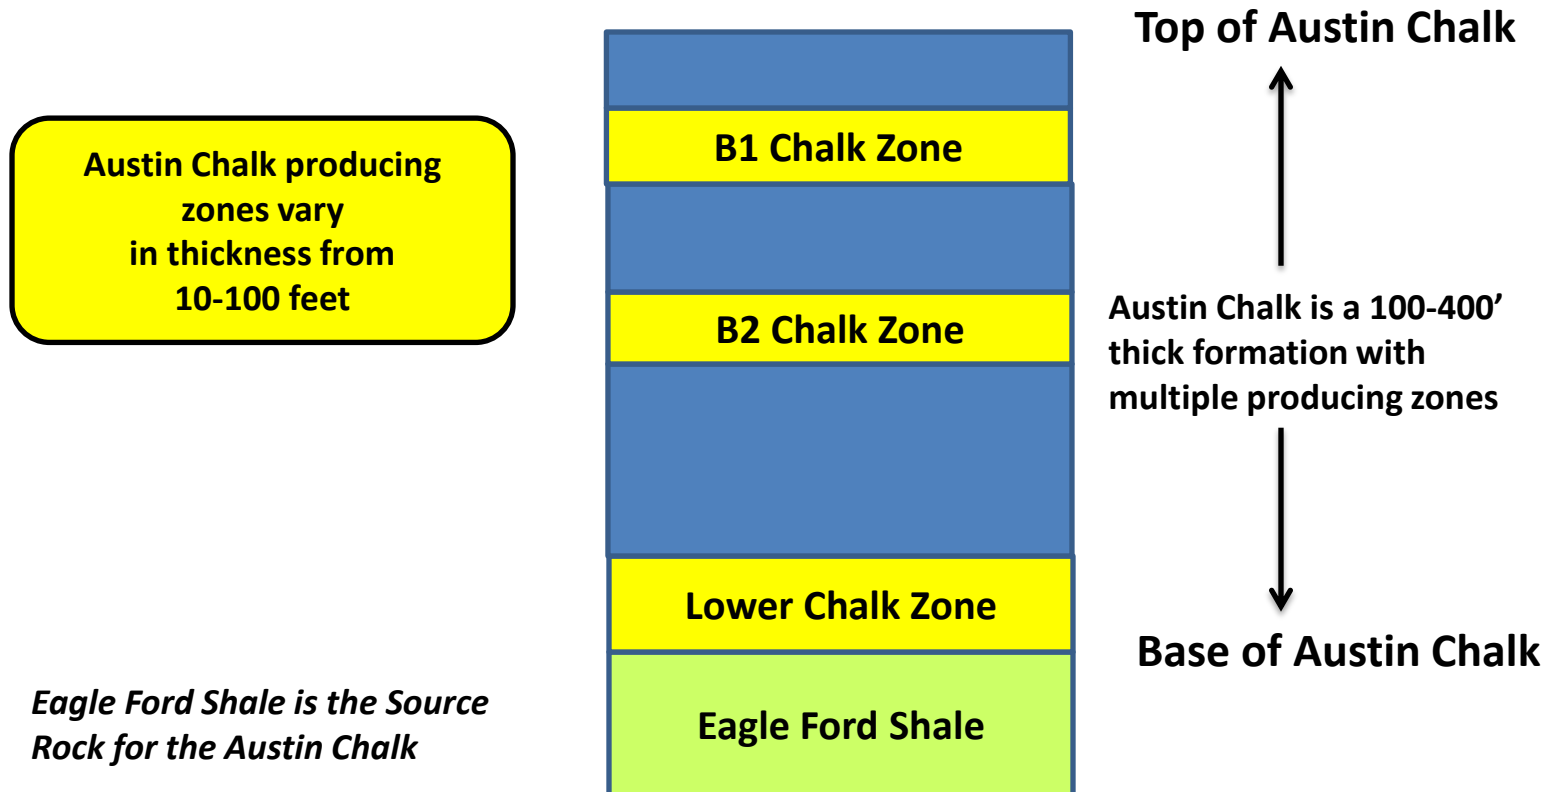 Top of Austin Chalk
B1 Chalk Zone
Austin Chalk producing
zones vary
in thickness from
10-100 feet
B2 Chalk Zone
Austin Chalk is a 100-400’
thick formation with
multiple producing zones
Lower Chalk Zone
Base of Austin Chalk
Eagle Ford Shale is the Source
Rock for the Austin Chalk
Eagle Ford Shale